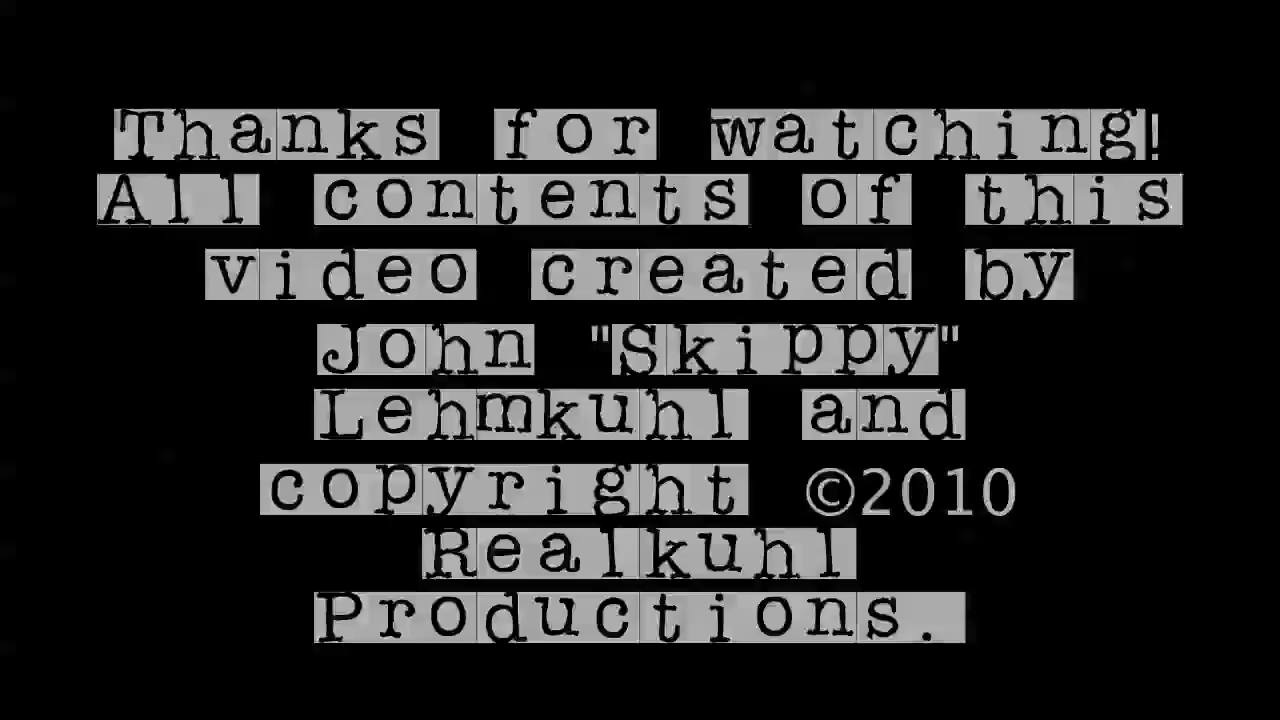 Thanks for watching!
All contents of this
video created by
John "Skippy"
Lehmkuhl and
copyright ©2010
Realkuhl
Productions.